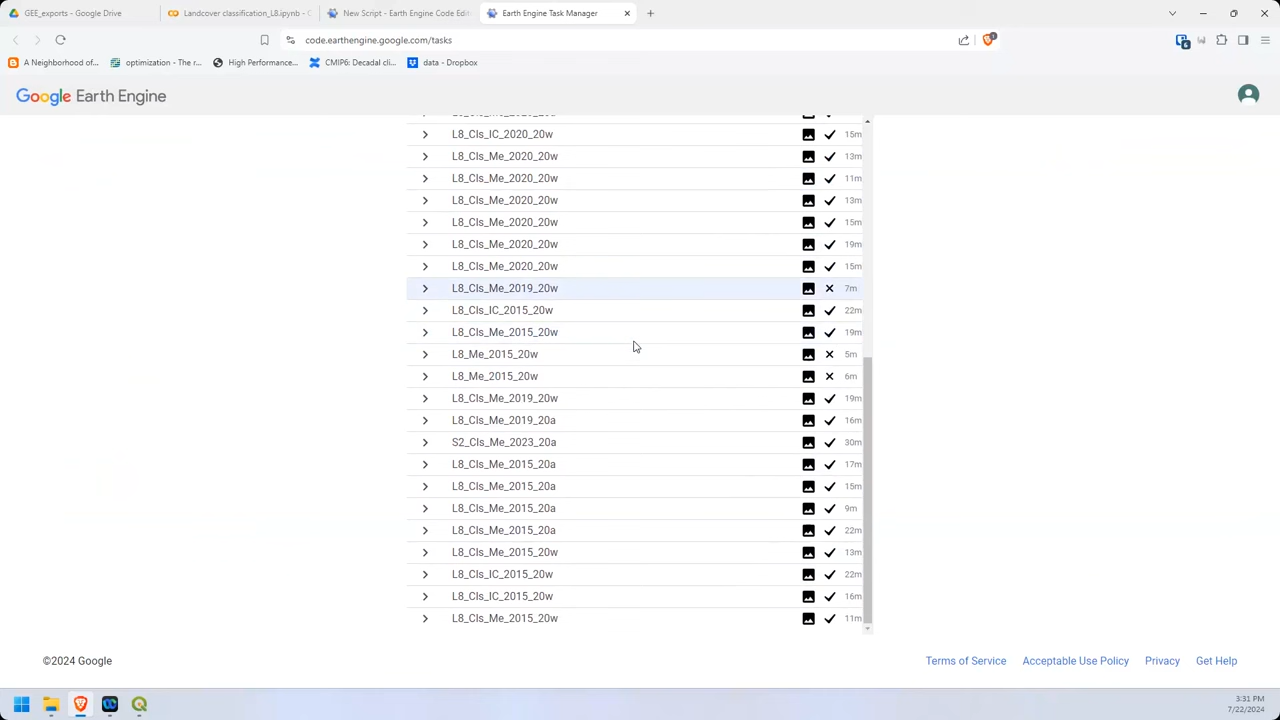 GEE_exports - Google Drive
Landcover classification_L8.ipynb - C
New Script - Earth Engine Code Edit
Earth Engine Task Manager
code.earthengine.google.com/tasks
A Neighborhood of...
optimization - The r...
High Performance...
CMIP6: Decadal cli...
data - Dropbox
Google Earth Engine
L8_Cls_IC_2020_20w 15m
L8_Cls_Me_2020_20w 13m
L8_Cls_Me_2020_20w 11m
L8_Cls_Me_2020_20w 13m
L8_Cls_Me_2020_20w 15m
L8_Cls_Me_2020_20w 19m
L8_Cls_Me_2020_20w 15m
L8_Cls_Me_2019_20w 7m
L8_Cls_IC_2015_20w 22m
L8_Cls_Me_2015_20w 19m
L8_Me_2015_20w 5m
L8_Me_2015_20w 6m
L8_Cls_Me_2019_20w 19m
L8_Cls_Me_2019_20a 16m
S2_Cls_Me_2023_20a 30m
L8_Cls_Me_2015_20a 17m
L8_Cls_Me_2015_20a 15m
L8_Cls_Me_2015_20a 9m
L8_Cls_Me_2015_20a 22m
L8_Cls_Me_2015_20w 13m
L8_Cls_IC_2015_20w 22m
L8_Cls_IC_2015_20w 16m
L8_Cls_Me_2015_20w 11m
©2024 Google
Terms of Service
Acceptable Use Policy
Privacy
Get Help
3:31 PM
7/22/2024